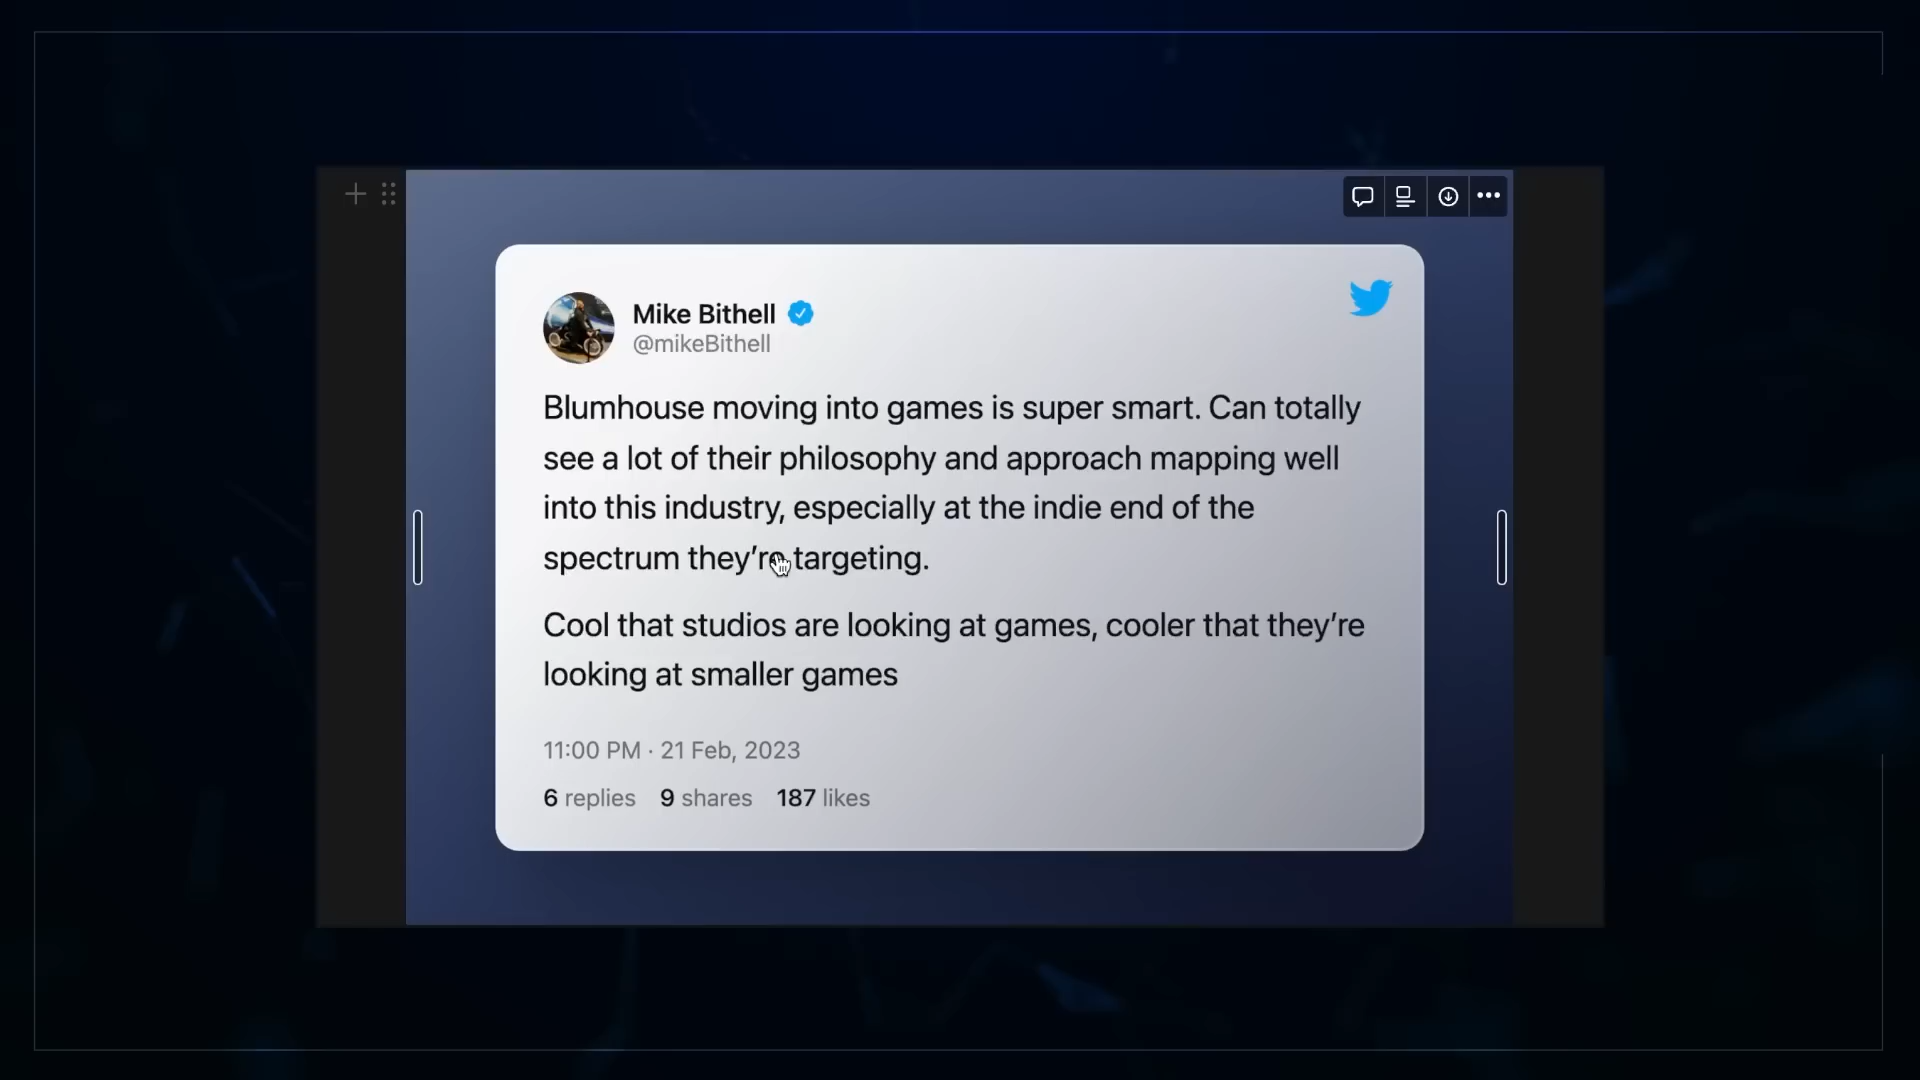 Mike Bithell
@mikeBithell
Blumhouse moving into games is super smart. Can totally
see a lot of their philosophy and approach mapping well
into this industry, especially at the indie end of the
spectrum they’re targeting.
Cool that studios are looking at games, cooler that they’re
looking at smaller games
11:00 PM · 21 Feb, 2023
6 replies 9 shares 187 likes